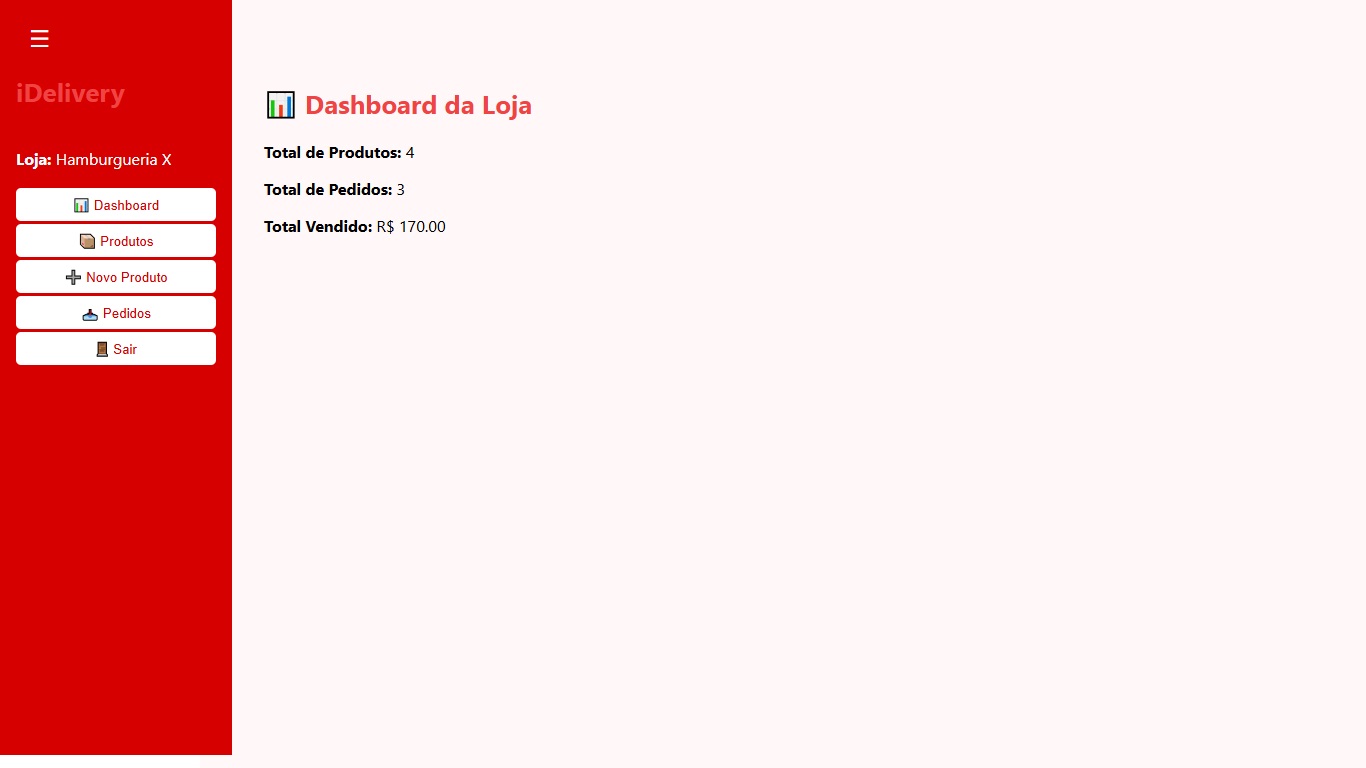 ☰
iDelivery
Loja: Hamburgueria X
📊 Dashboard
📦 Produtos
➕ Novo Produto
📥 Pedidos
🚪 Sair
📊 Dashboard da Loja
Total de Produtos: 4
Total de Pedidos: 3
Total Vendido: R$ 170.00